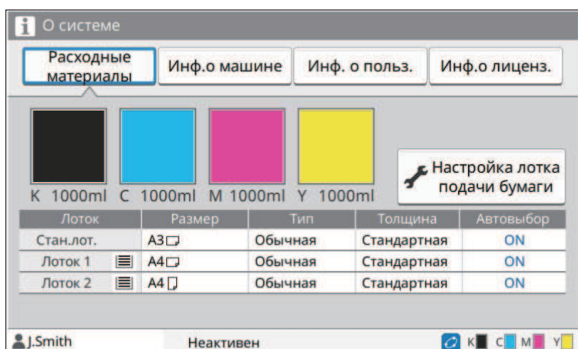 О системе
Расходные
материалы
Инф.о машине
Инф. о польз.
Инф.о лиценз.
K 1000ml C 1000ml M 1000ml Y 1000ml
Настройка лотка
подачи бумаги
Лоток Размер Тип Толщина Автовыбор
Стан.лот. A3 Обычная Стандартная ON
Лоток 1 A4 Обычная Стандартная ON
Лоток 2 A4 Обычная Стандартная ON
J.Smith Неактивен K C M Y